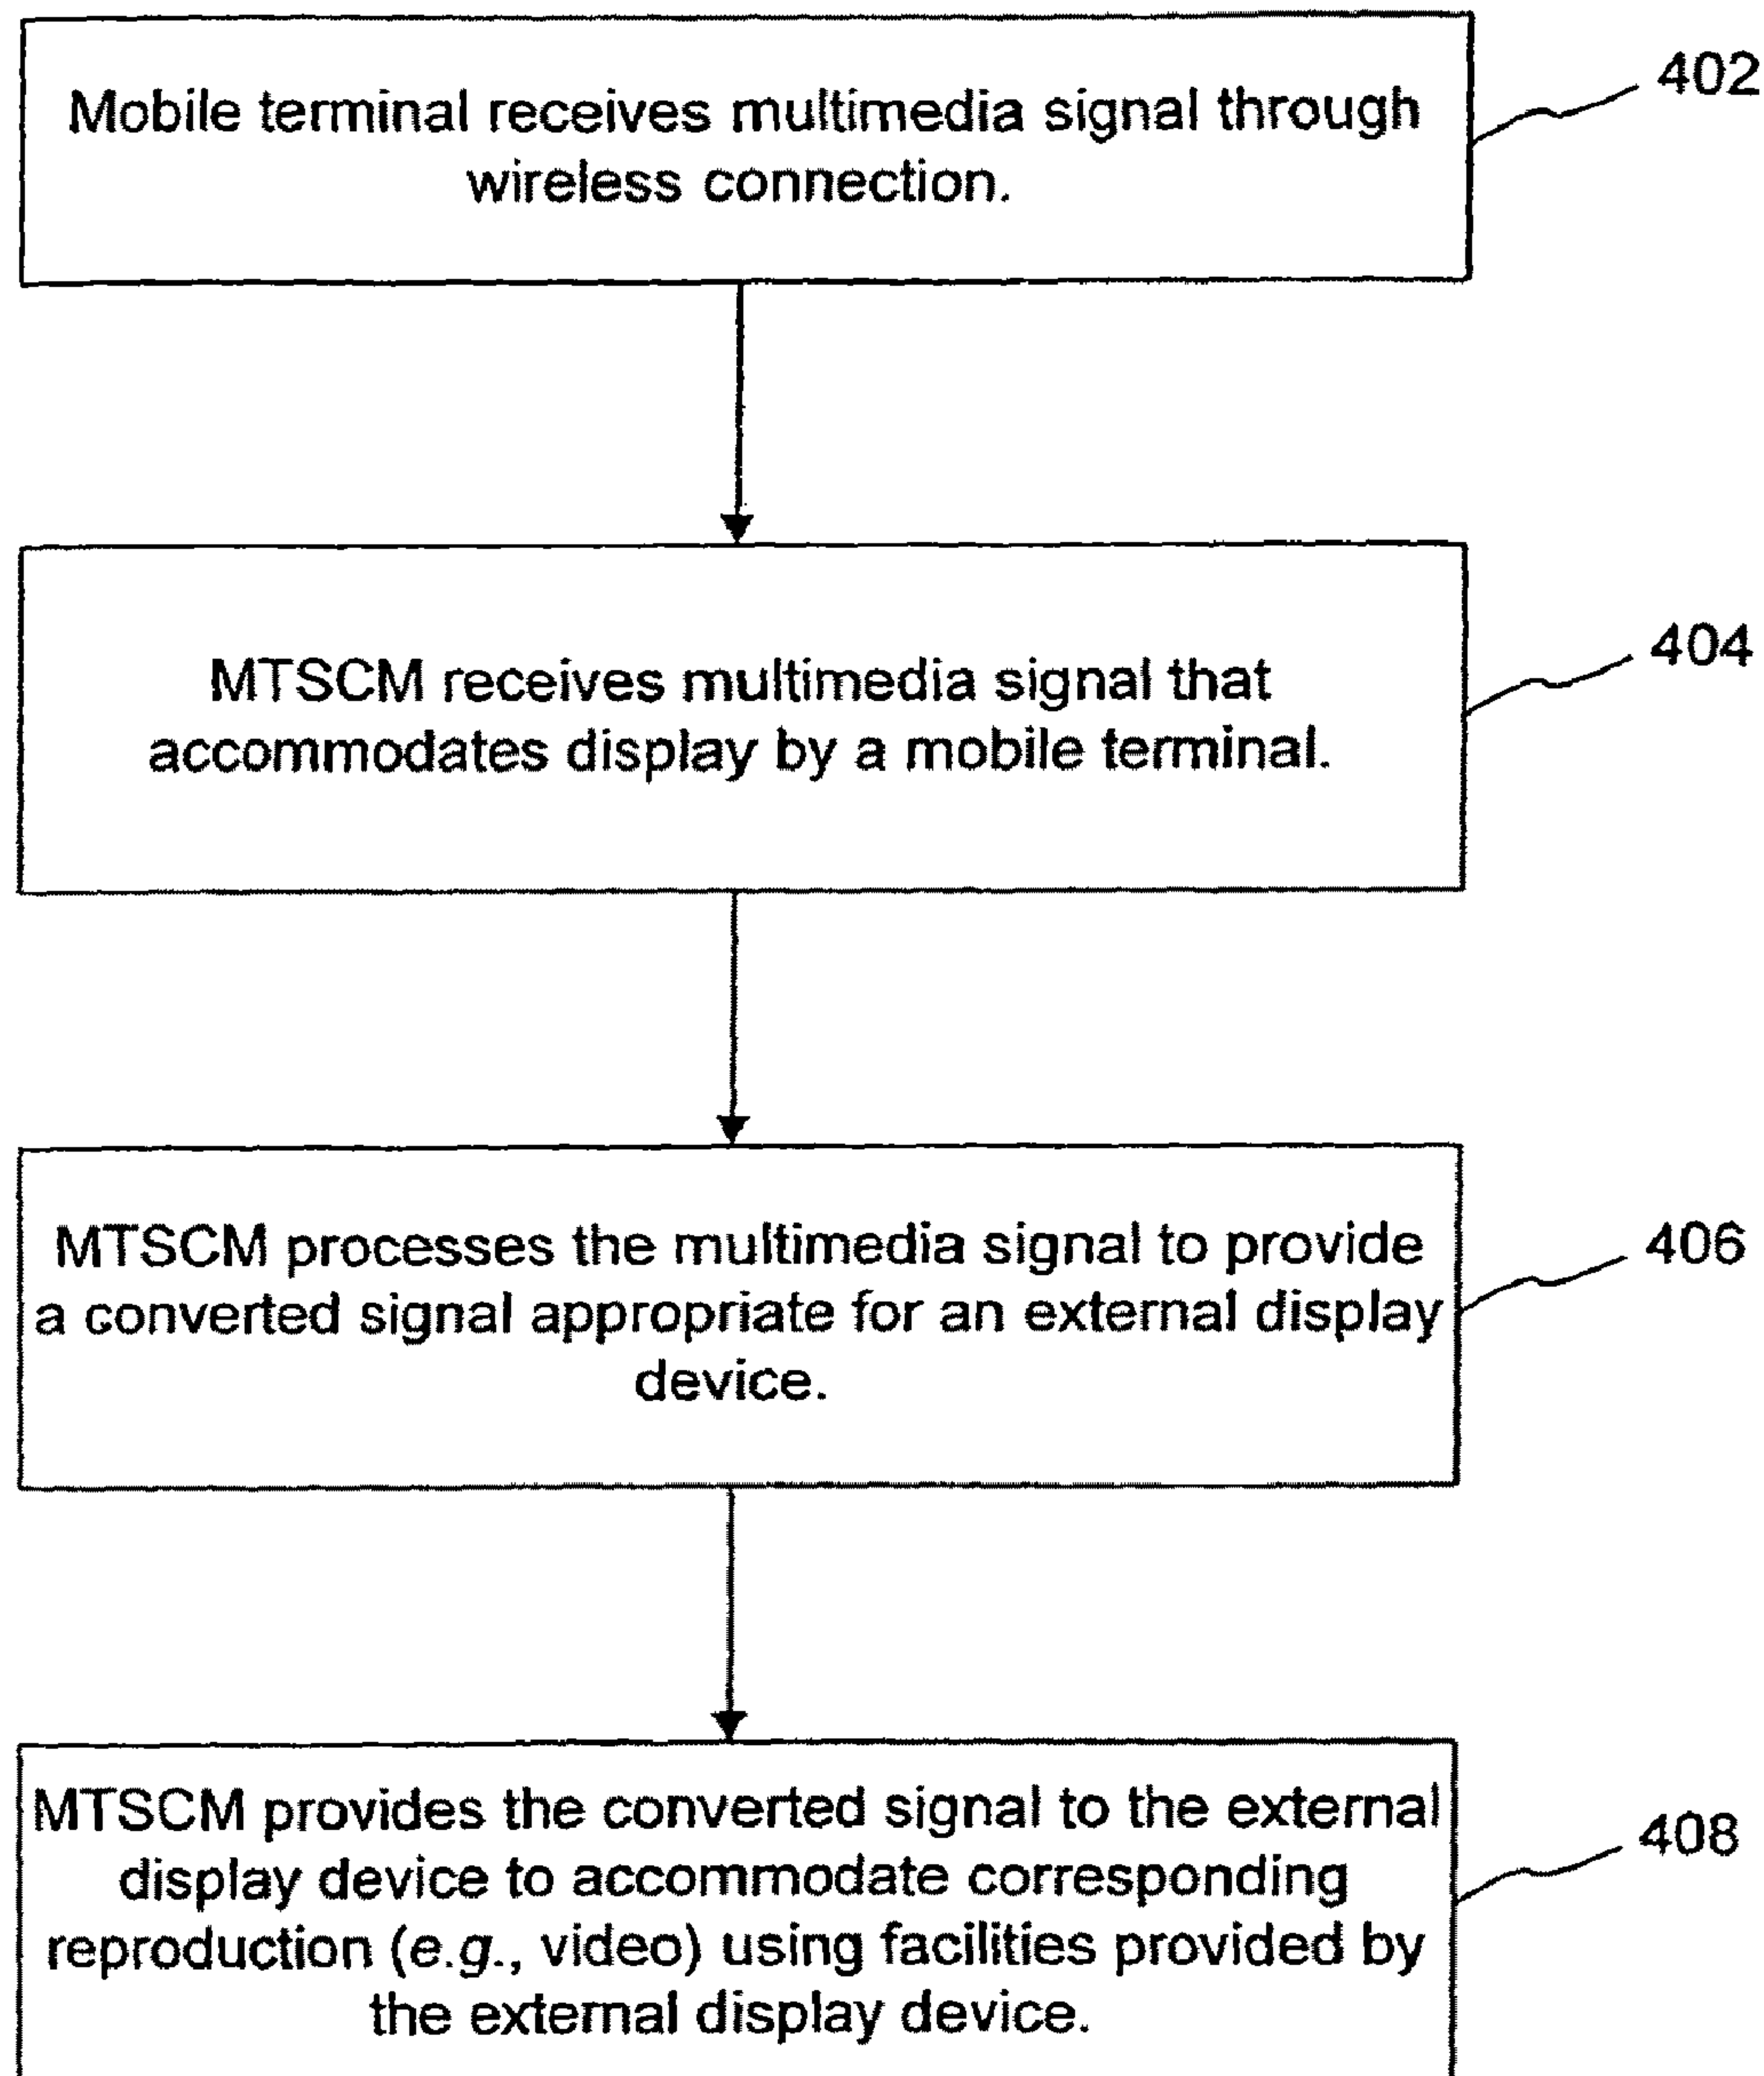 Mobile terminal receives multimedia signal through
wireless connection.
402
MTSCM receives multimedia signal that
accommodates display by a mobile terminal.
404
MTSCM processes the multimedia signal to provide
a converted signal appropriate for an external display
device.
406
MTSCM provides the converted signal to the external
display device to accommodate corresponding
reproduction (e.g., video) using facilities provided by
the external display device.
408